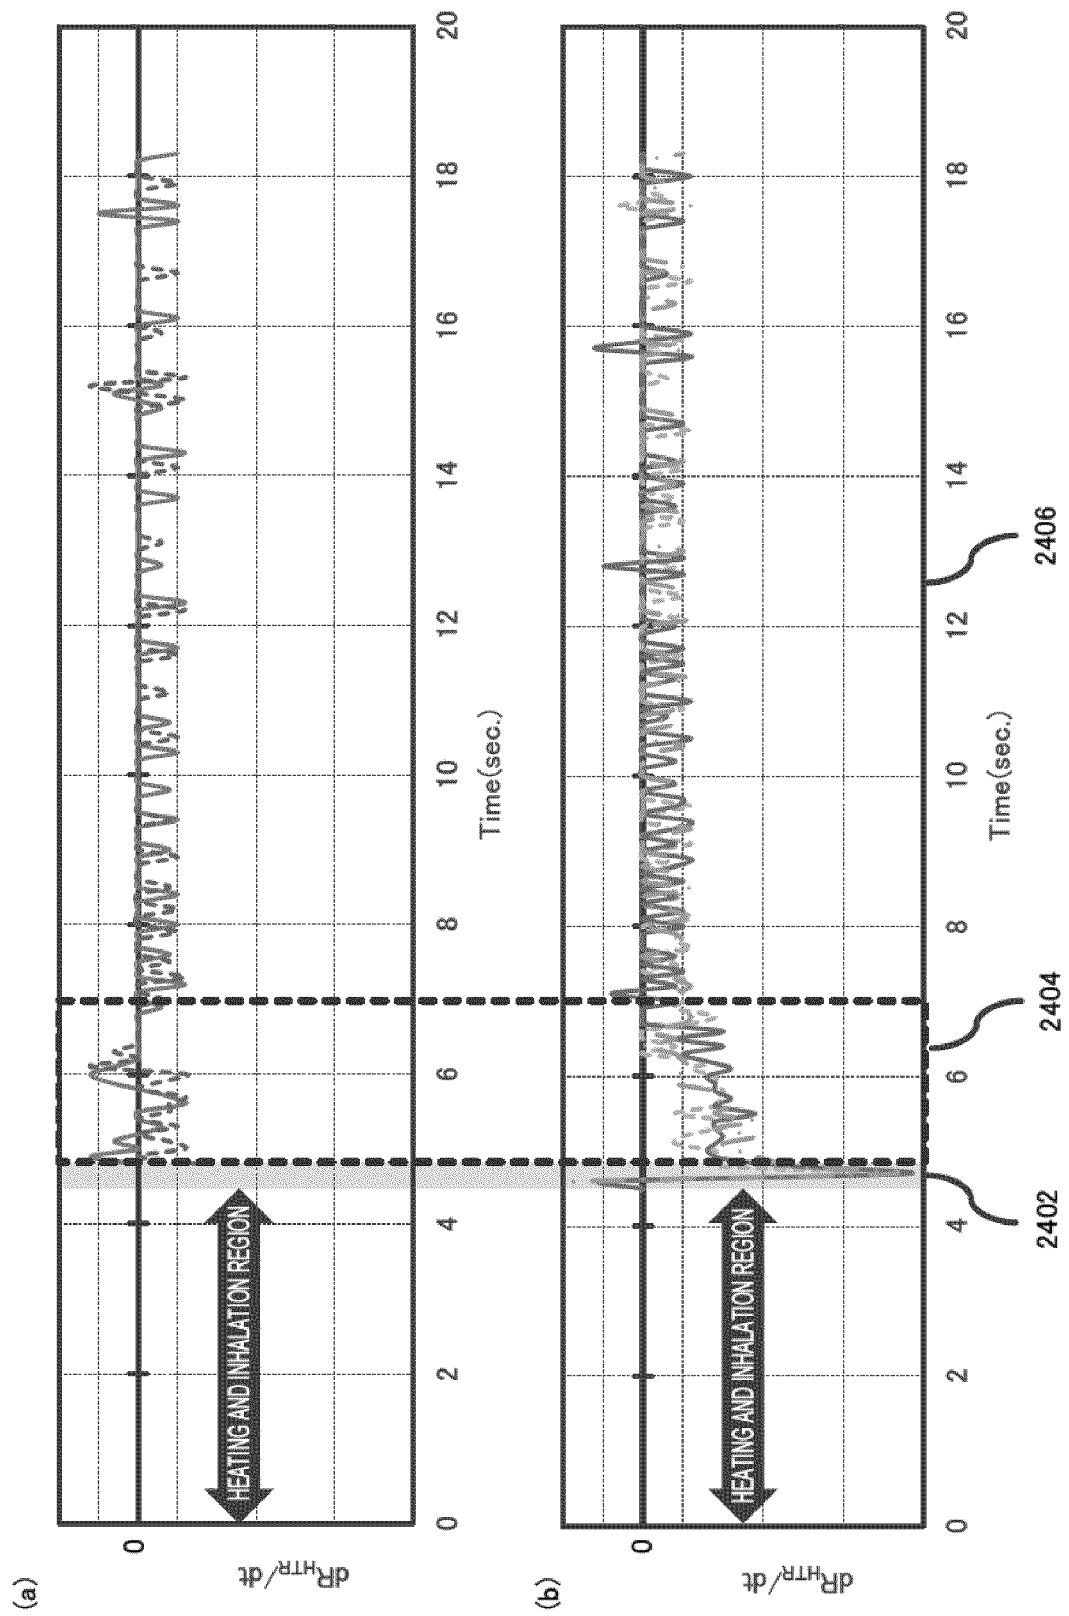 (a)
dR_HTR/dt
0
HEATING AND INHALATION REGION
0 2 4 6 8 10 12 14 16 18 20
Time(sec.)
(b)
dR_HTR/dt
0
HEATING AND INHALATION REGION
0 2 4 6 8 10 12 14 16 18 20
Time(sec.)
2402 2404 2406